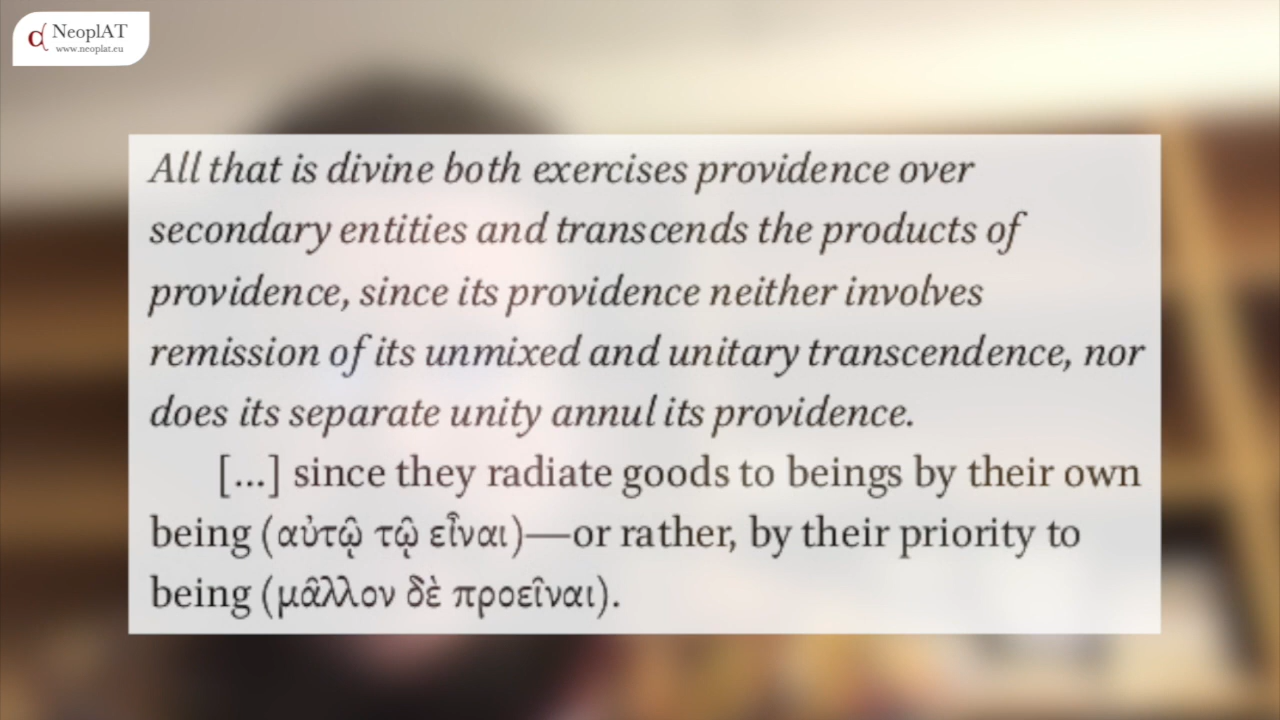 NeoplAT
www.neoplat.eu
All that is divine both exercises providence over
secondary entities and transcends the products of
providence, since its providence neither involves
remission of its unmixed and unitary transcendence, nor
does its separate unity annul its providence.
[...] since they radiate goods to beings by their own
being (αὐτῷ τῷ εἶναι)—or rather, by their priority to
being (μᾶλλον δὲ προεῖναι).